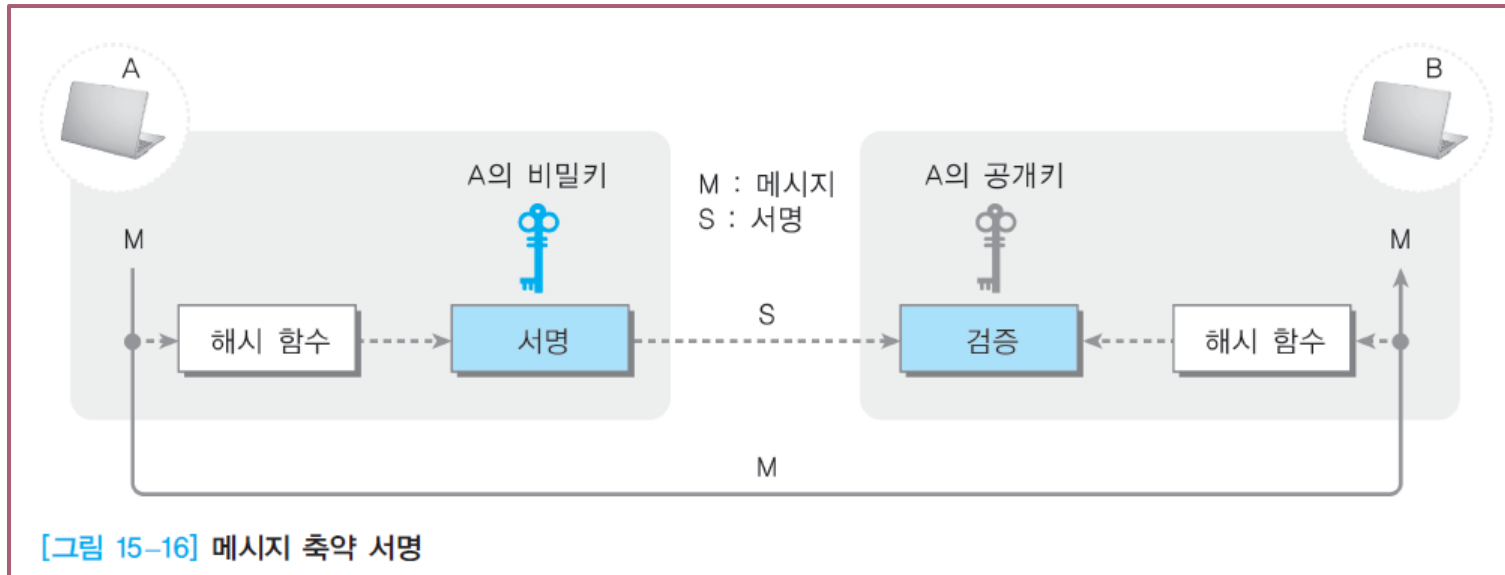 A
B
A의 비밀키
M : 메시지
S : 서명
A의 공개키
M
M
해시 함수
서명
S
검증
해시 함수
M
[그림 15-16] 메시지 축약 서명